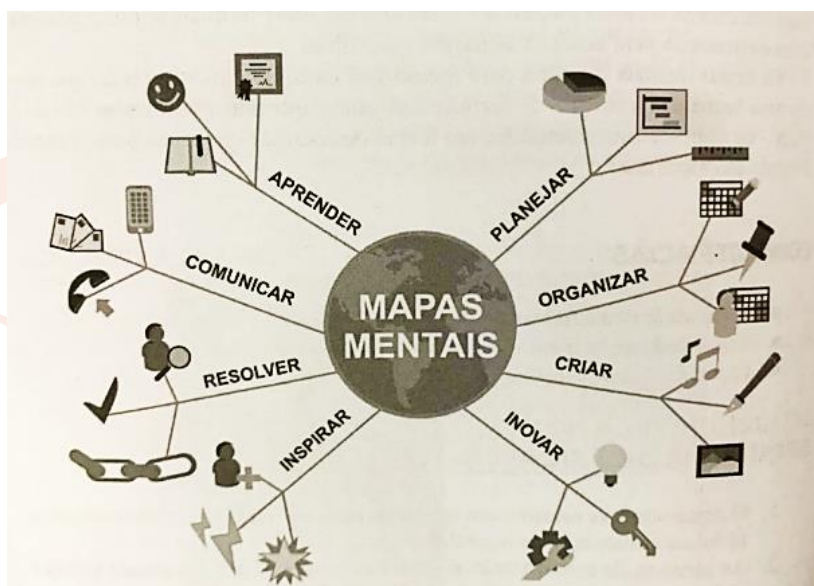 APRENDER
PLANEJAR
COMUNICAR
ORGANIZAR
MAPAS
MENTAIS
RESOLVER
CRIAR
INSPIRAR
INOVAR